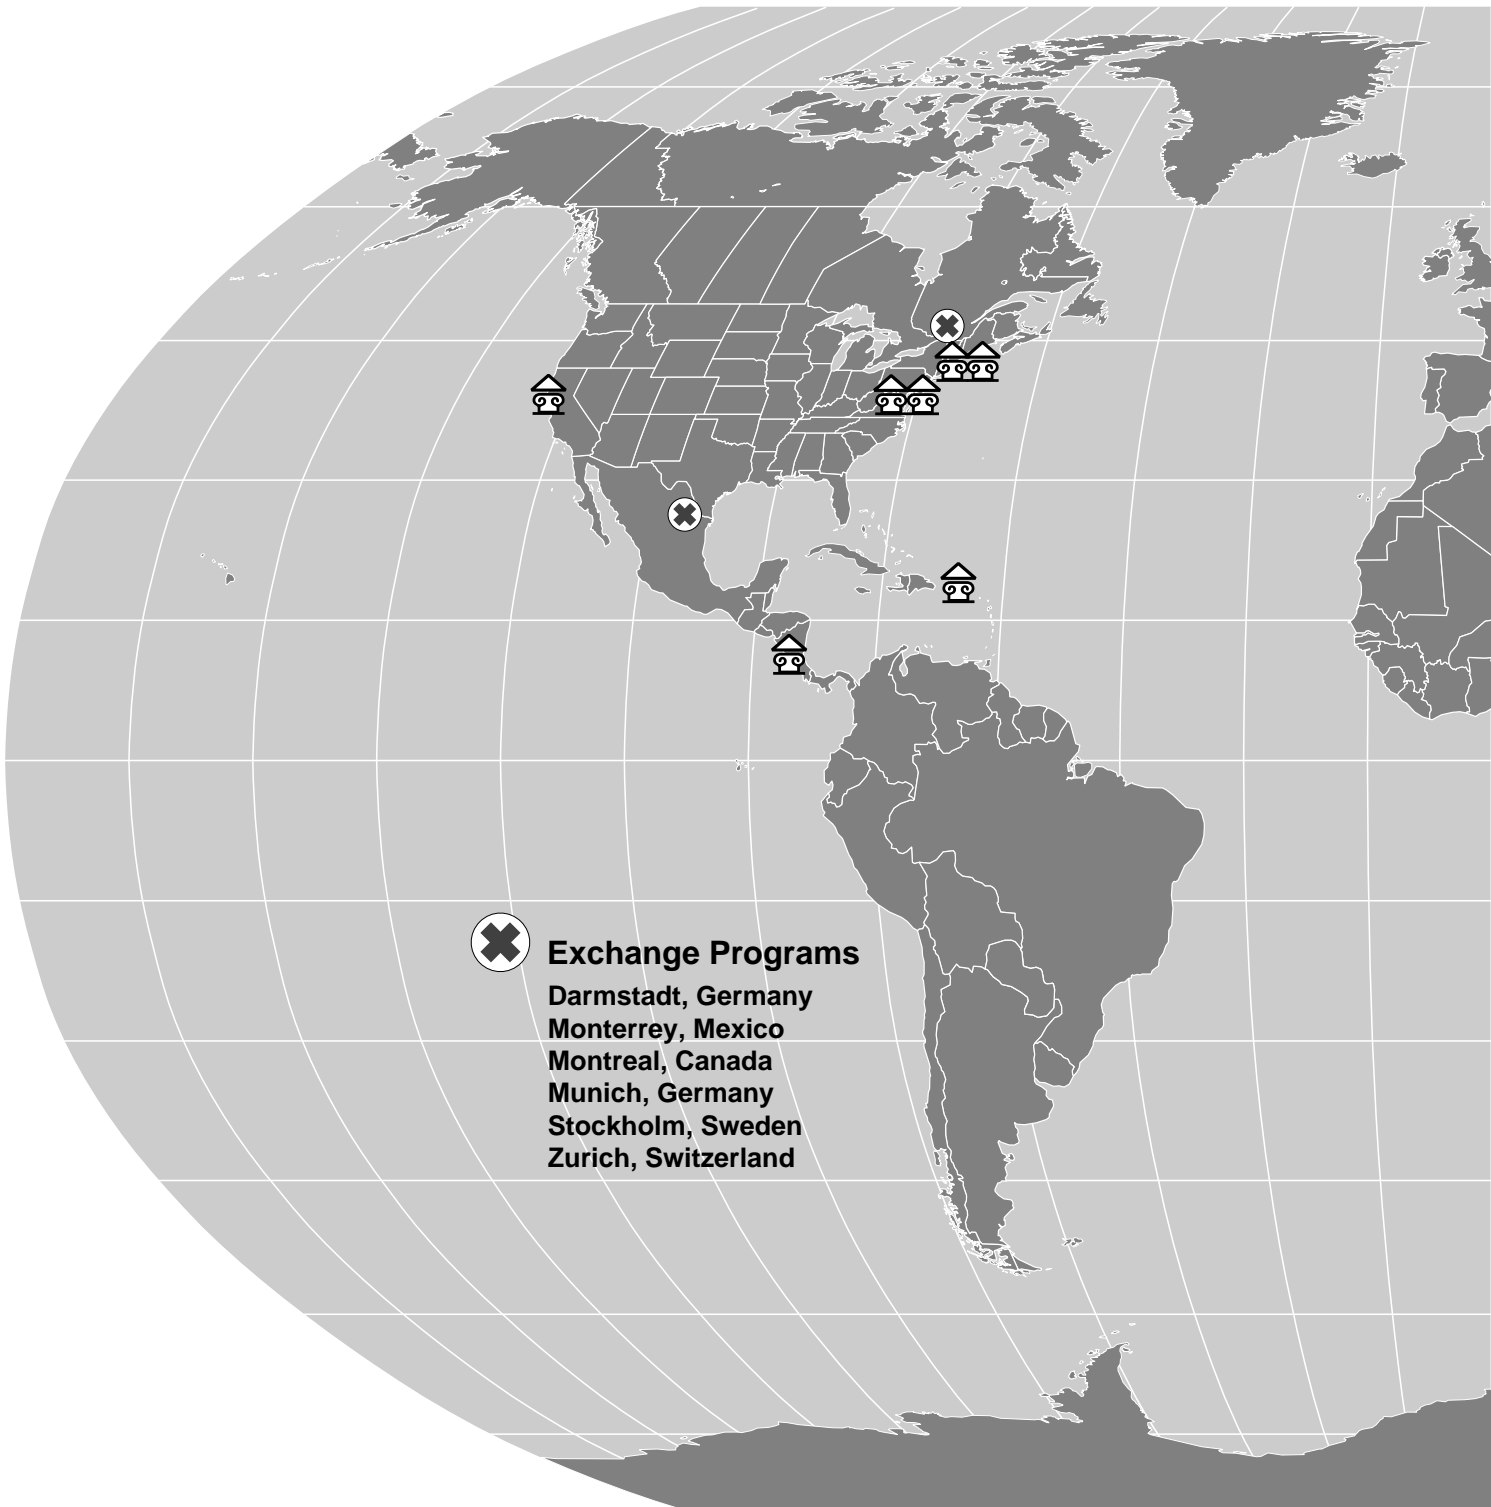 Exchange Programs
Darmstadt, Germany
Monterrey, Mexico
Montreal, Canada
Munich, Germany
Stockholm, Sweden
Zurich, Switzerland